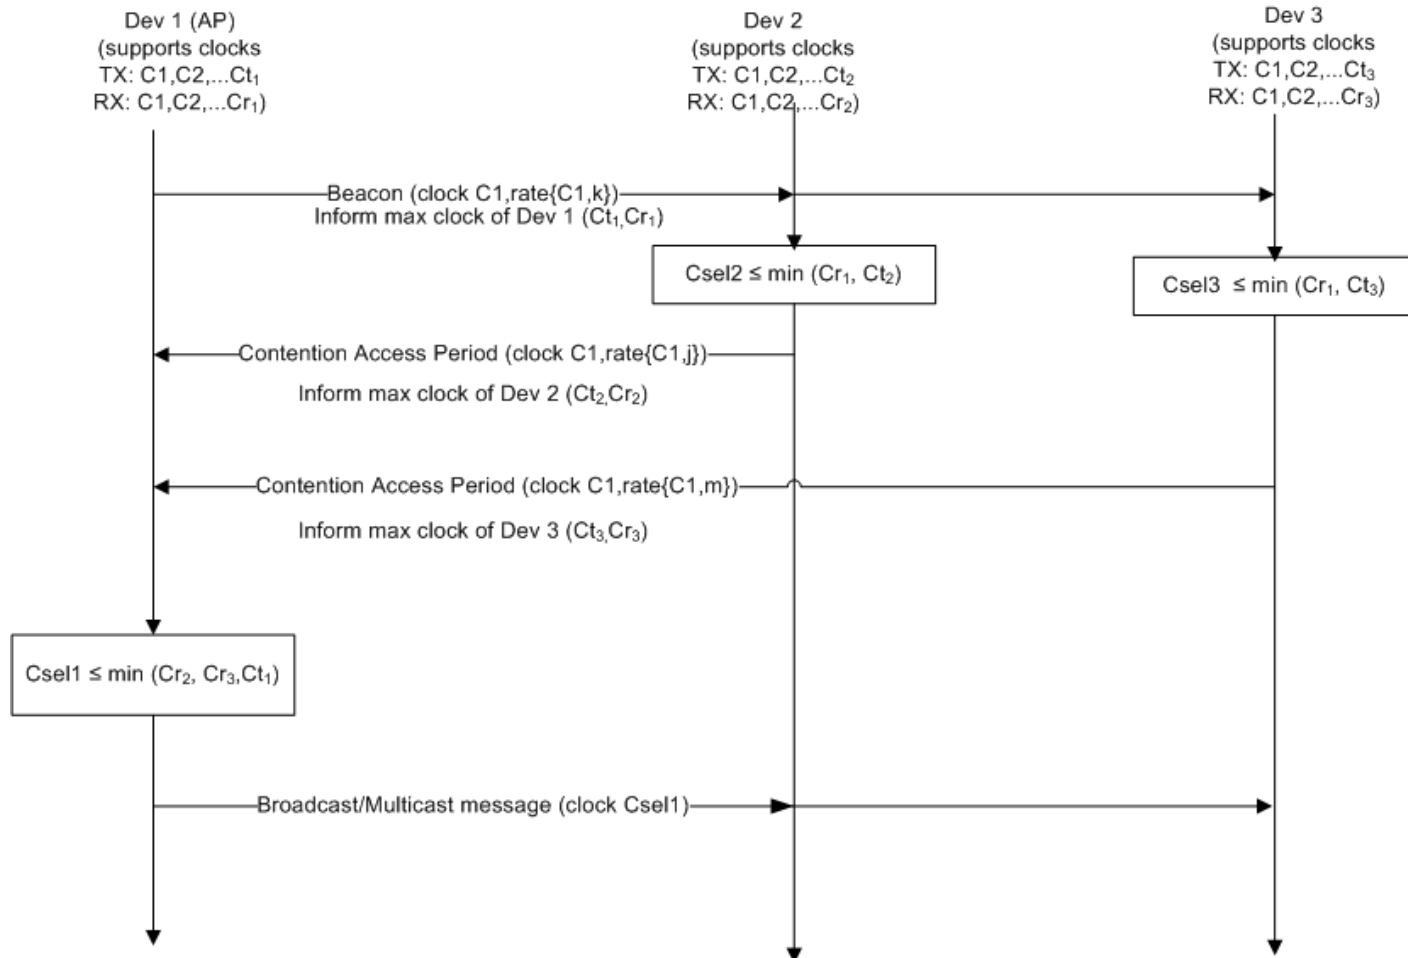 Dev 1 (AP)
(supports clocks
TX: C1,C2,...Ct₁
RX: C1,C2,...Cr₁)
Dev 2
(supports clocks
TX: C1,C2,...Ct₂
RX: C1,C2,...Cr₂)
Dev 3
(supports clocks
TX: C1,C2,...Ct₃
RX: C1,C2,...Cr₃)
Beacon (clock C1,rate{C1,k})
Inform max clock of Dev 1 (Ct₁,Cr₁)
Csel2 ≤ min (Cr₁, Ct₂)
Csel3 ≤ min (Cr₁, Ct₃)
Contention Access Period (clock C1,rate{C1,j})
Inform max clock of Dev 2 (Ct₂,Cr₂)
Contention Access Period (clock C1,rate{C1,m})
Inform max clock of Dev 3 (Ct₃,Cr₃)
Csel1 ≤ min (Cr₂, Cr₃,Ct₁)
Broadcast/Multicast message (clock Csel1)